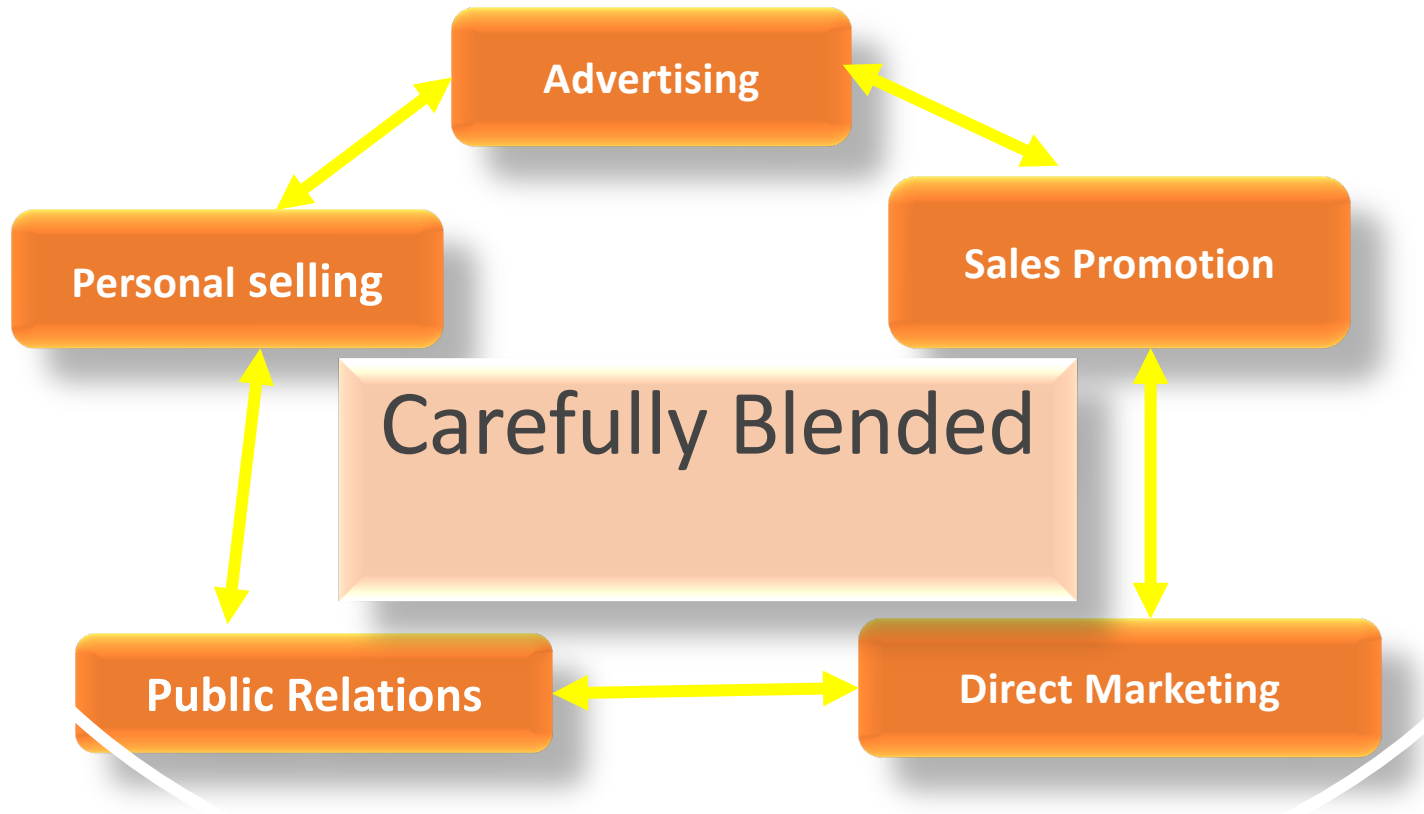 Advertising
Personal selling
Sales Promotion
Carefully Blended
Public Relations
Direct Marketing